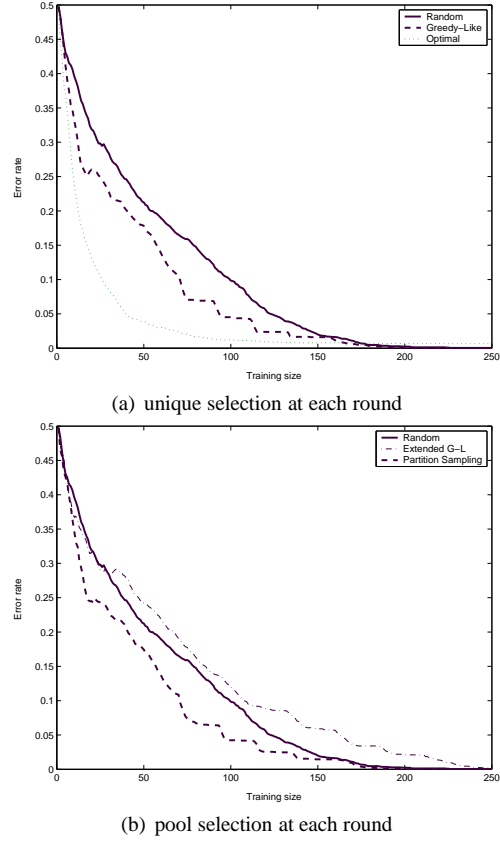 0.5
0.45
0.4
0.35
0.3
0.25
0.2
0.15
0.1
0.05
0
Error rate
Random
Greedy–Like
Optimal
0 50 100 150 200 250
Training size
(a) unique selection at each round
0.5
0.45
0.4
0.35
0.3
0.25
0.2
0.15
0.1
0.05
0
Error rate
Random
Extended G–L
Partition Sampling
0 50 100 150 200 250
Training size
(b) pool selection at each round